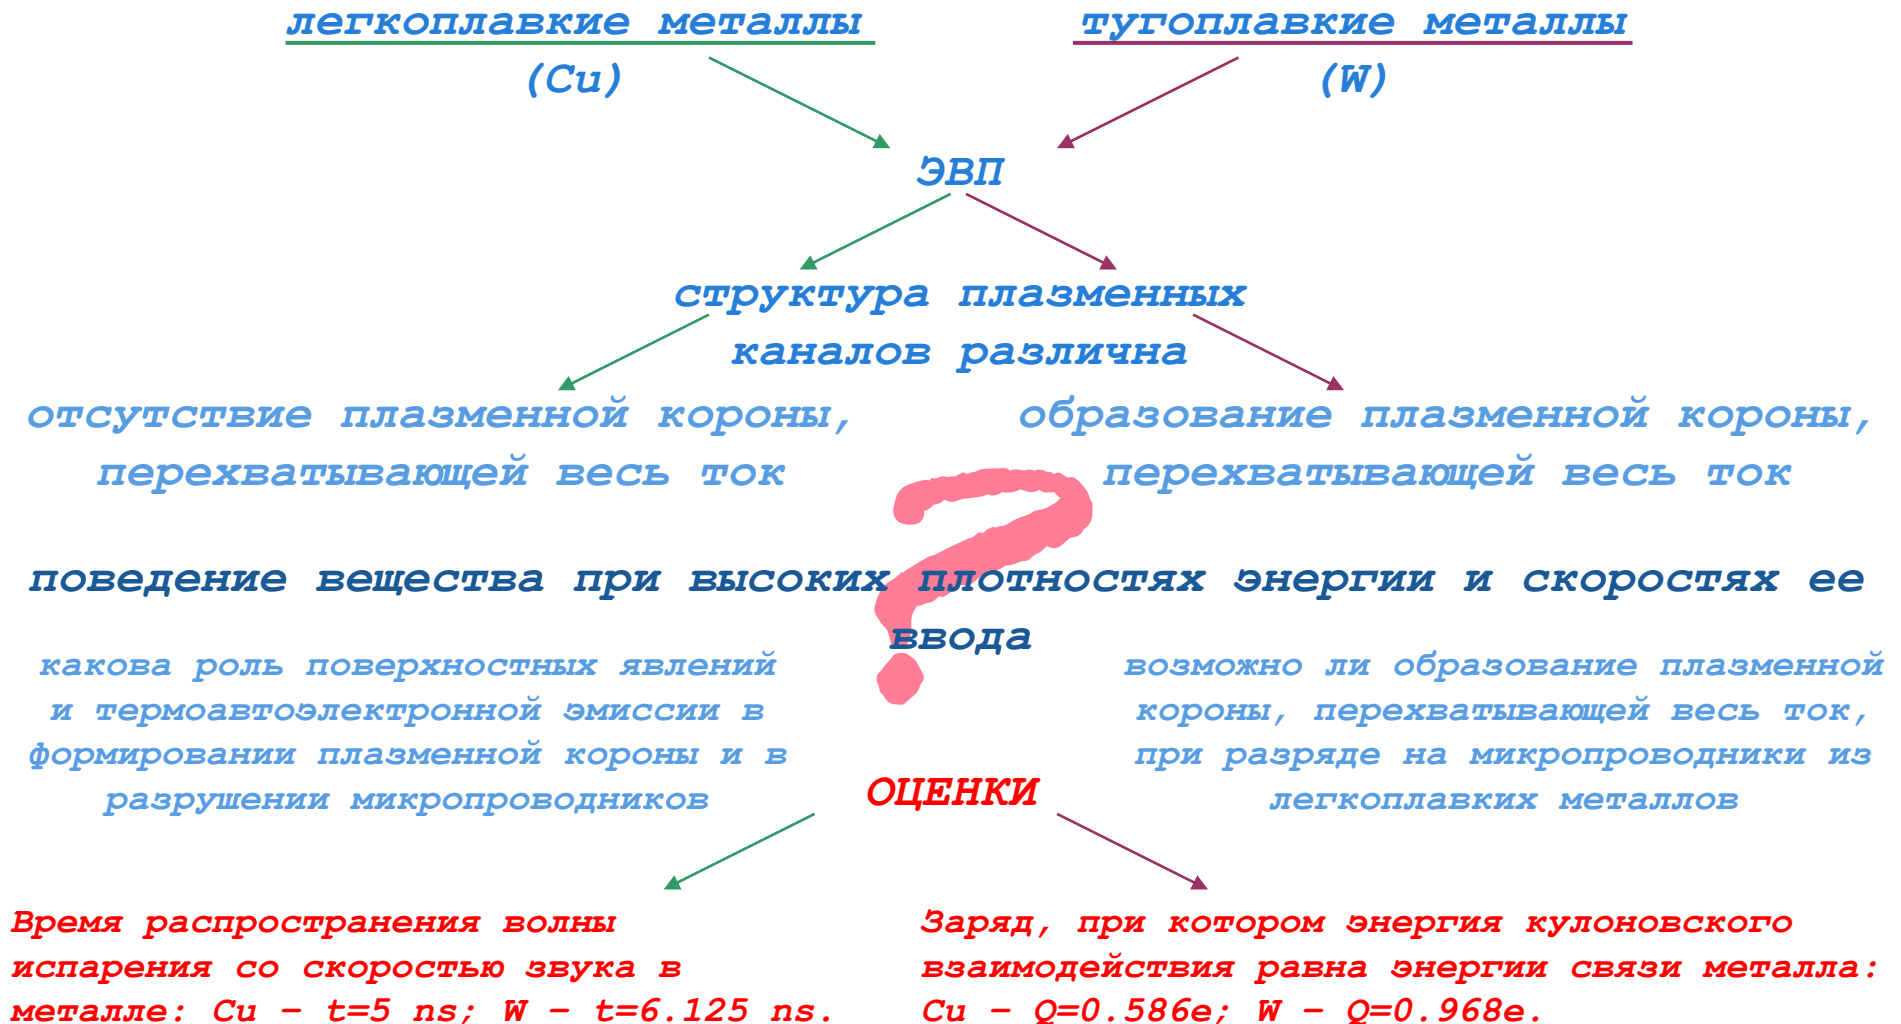 легкоплавкие металлы
(Cu)
тугоплавкие металлы
(W)
ЭВП
структура плазменных
каналов различна
отсутствие плазменной короны,
перехватывающей весь ток
образование плазменной короны,
перехватывающей весь ток
поведение вещества при высоких плотностях энергии и скоростях ее
ввода
какова роль поверхностных явлений
и термоавтоэлектронной эмиссии в
формировании плазменной короны и в
разрушении микропроводников
возможно ли образование плазменной
короны, перехватывающей весь ток,
при разряде на микропроводники из
легкоплавких металлов
?
ОЦЕНКИ
Время распространения волны
испарения со скоростью звука в
металле: Cu – t=5 ns; W – t=6.125 ns.
Заряд, при котором энергия кулоновского
взаимодействия равна энергии связи металла:
Cu – Q=0.586e; W – Q=0.968e.